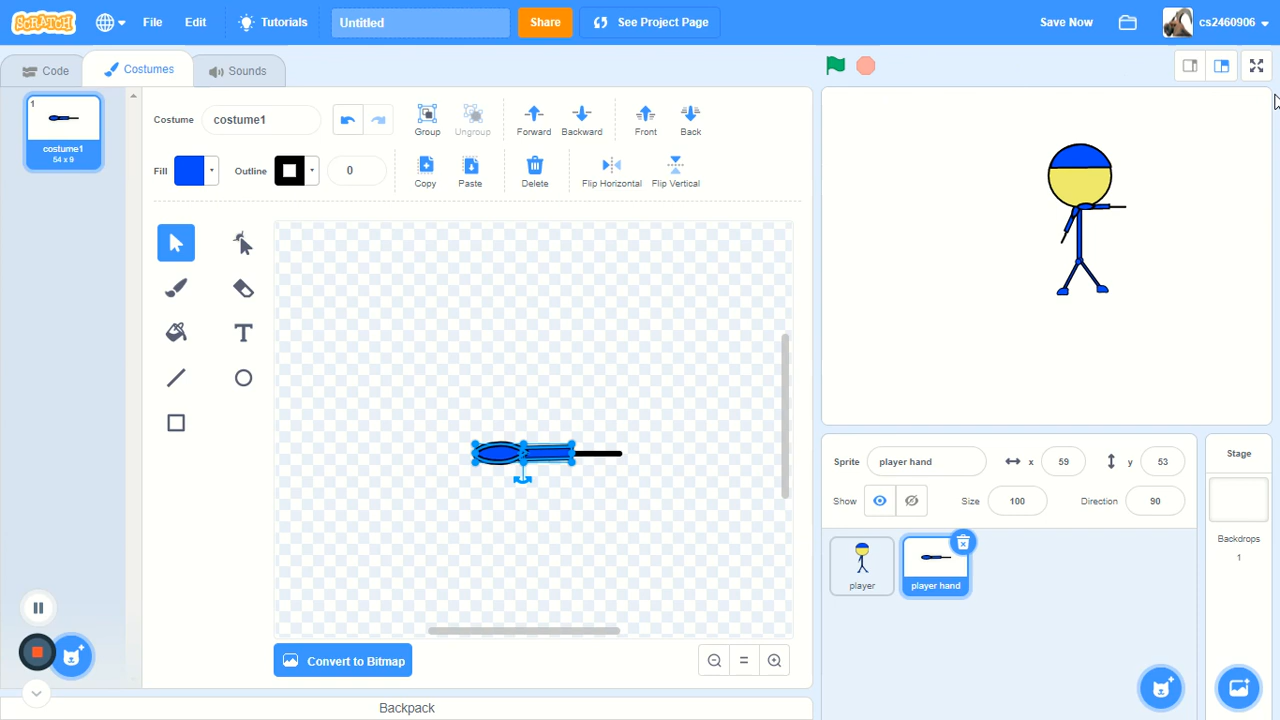 SCRATCH File Edit Tutorials Untitled Share See Project Page Save Now cs2460906
Code Costumes Sounds
1
costume1
54 x 9
Costume costume1 Group Ungroup Forward Backward Front Back
Fill Outline 0 Copy Paste Delete Flip Horizontal Flip Vertical
Convert to Bitmap
Backpack
Sprite player hand x 59 y 53
Show Size 100 Direction 90
player
player hand
Stage
Backdrops
1